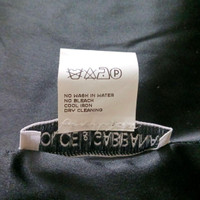 P
NO WASH IN WATER
NO BLEACH
COOL IRON
DRY CLEANING
DOLCE & GABBANA